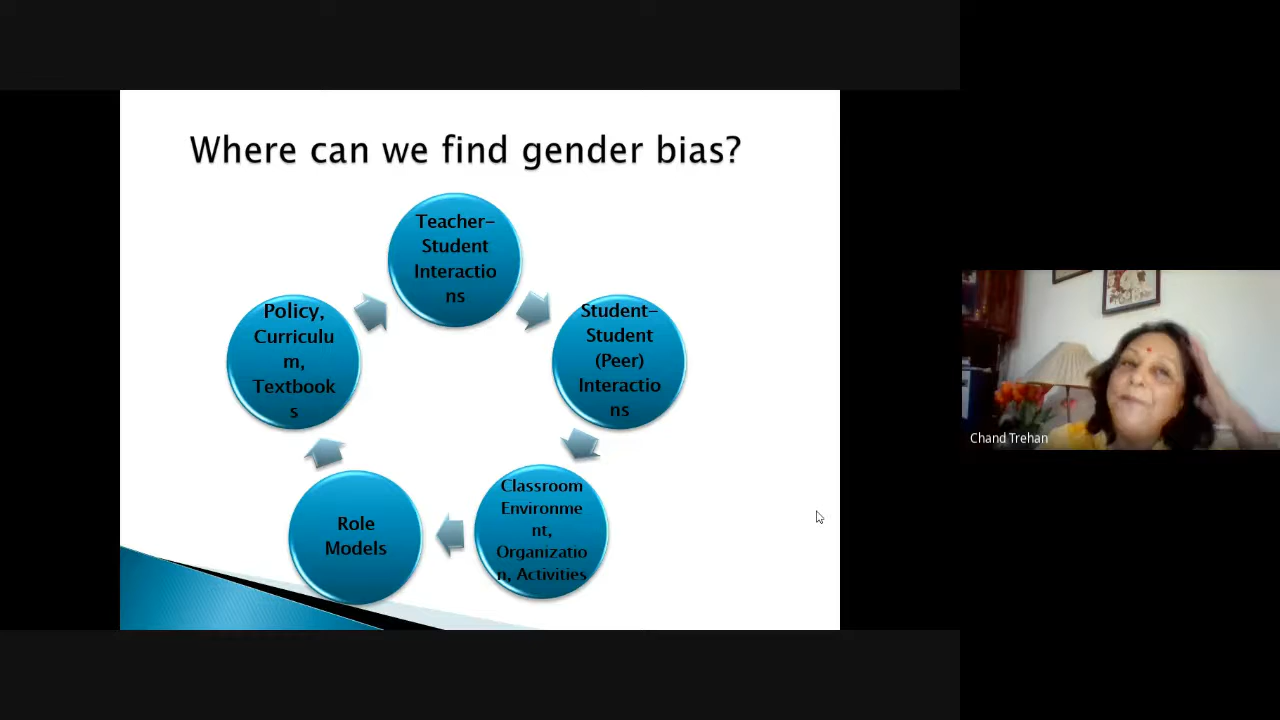 Where can we find gender bias?
Teacher-
Student
Interactio
ns
Student-
Student
(Peer)
Interactio
ns
Classroom
Environme
nt,
Organizatio
n, Activities
Role
Models
Policy,
Curriculu
m,
Textbook
s
Chand Trehan